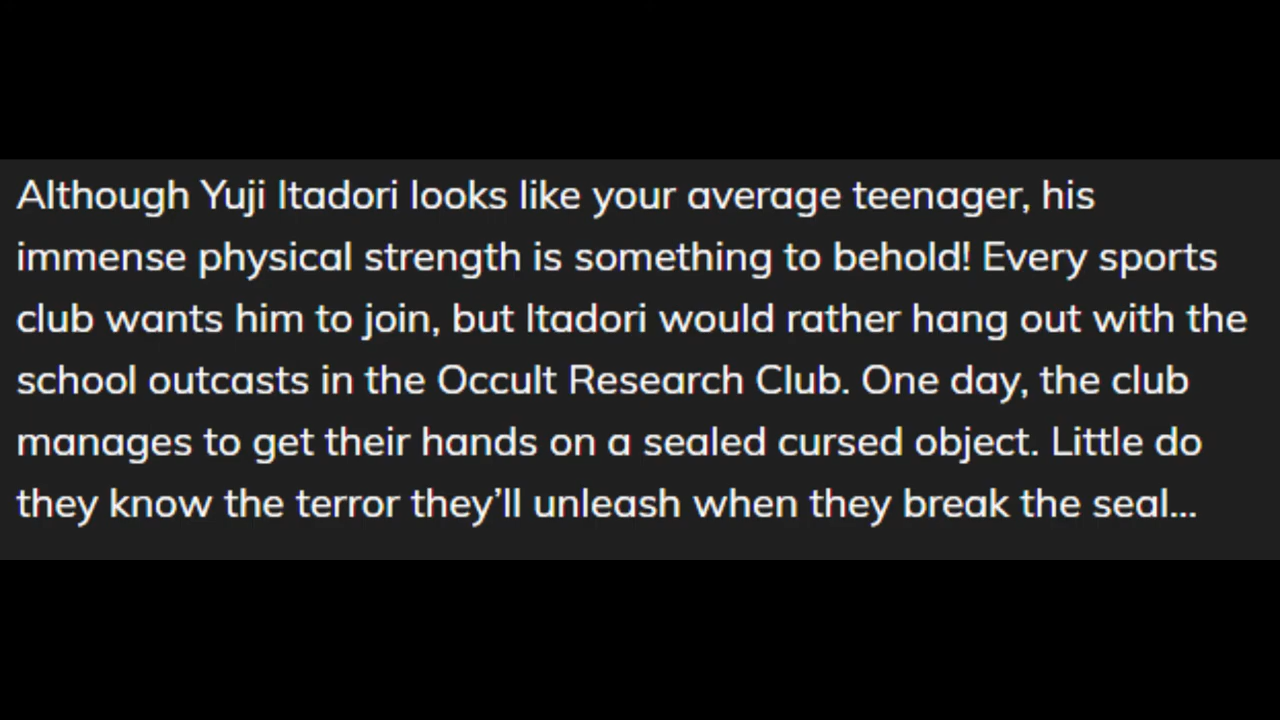 Although Yuji Itadori looks like your average teenager, his
immense physical strength is something to behold! Every sports
club wants him to join, but Itadori would rather hang out with the
school outcasts in the Occult Research Club. One day, the club
manages to get their hands on a sealed cursed object. Little do
they know the terror they’ll unleash when they break the seal...